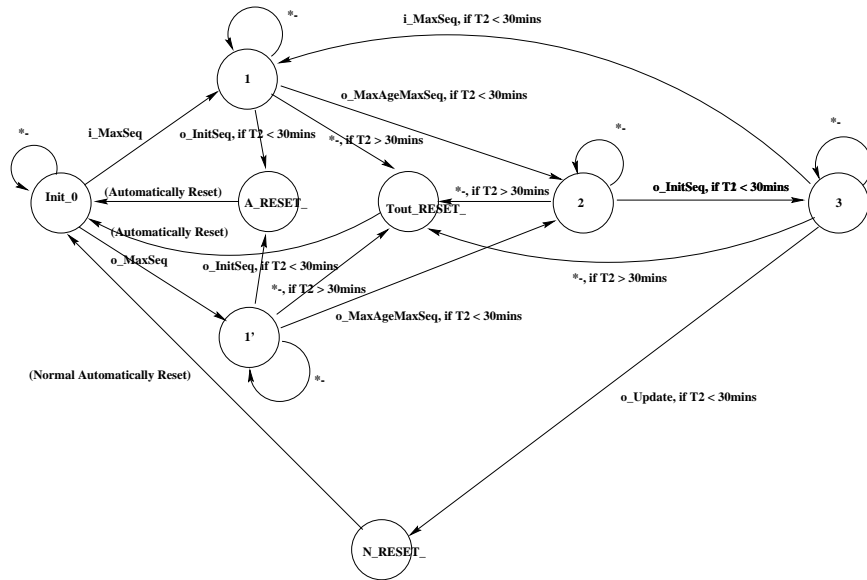 *-
i_MaxSeq, if T2 < 30mins
1
o_MaxAgeMaxSeq, if T2 < 30mins
i_MaxSeq
o_InitSeq, if T2 < 30mins
*-
*-, if T2 > 30mins
*-
*-
(Automatically Reset)
*-, if T2 > 30mins
o_InitSeq, if T2 < 30mins
Init_0
A_RESET_
Tout_RESET_
2
3
(Automatically Reset)
o_MaxSeq
o_InitSeq, if T2 < 30mins
*-, if T2 > 30mins
*-, if T2 > 30mins
o_MaxAgeMaxSeq, if T2 < 30mins
1'
(Normal Automatically Reset)
*-
o_Update, if T2 < 30mins
N_RESET_